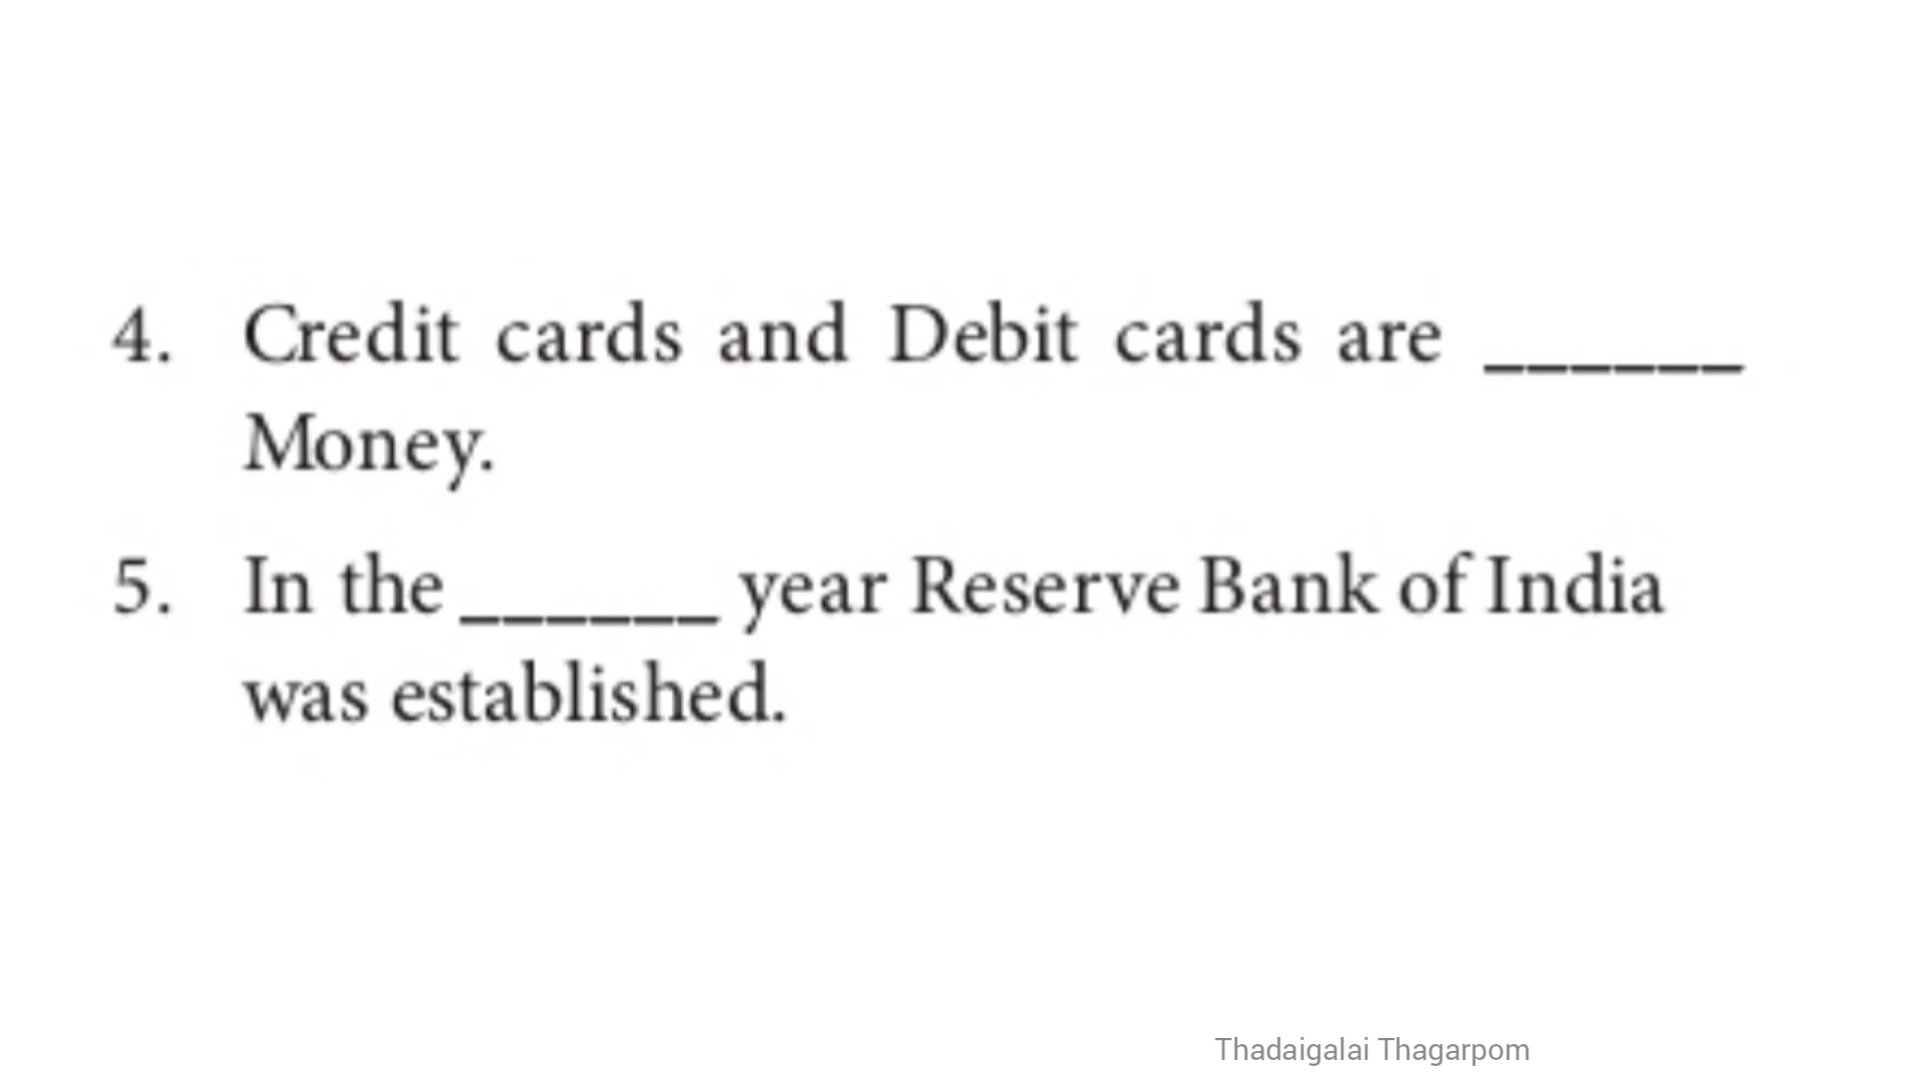 4. Credit cards and Debit cards are ______
Money.
5. In the ______ year Reserve Bank of India
was established.
Thadaigalai Thagarpom